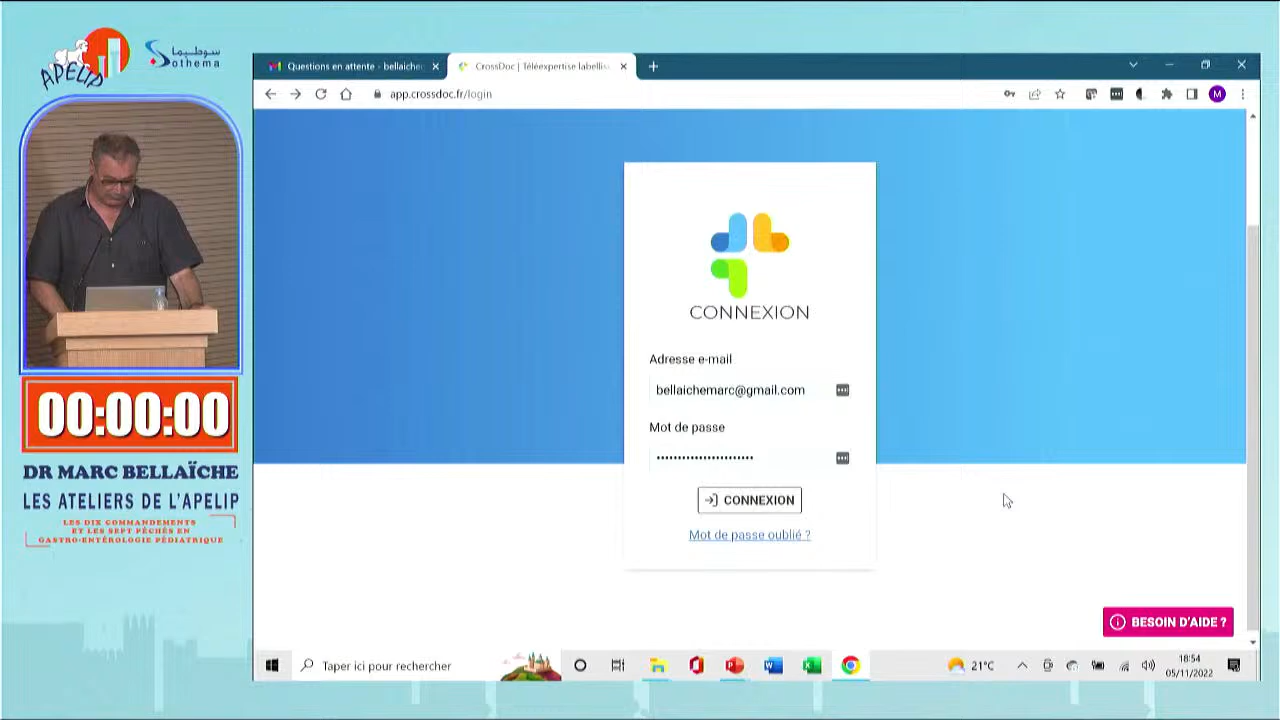 APELIP
سوطيما
Sothema
Questions en attente - bellaiche
CrossDoc | Téléexpertise labellis
app.crossdoc.fr/login
M
CONNEXION
Adresse e-mail
bellaichemarc@gmail.com
Mot de passe
•••••••••••••••••••••••
CONNEXION
Mot de passe oublié ?
BESOIN D'AIDE ?
00:00:00
DR MARC BELLAÏCHE
LES ATELIERS DE L'APELIP
LES DIX COMMANDEMENTS
ET LES SEPT PÉCHÉS EN
GASTRO-ENTÉROLOGIE PÉDIATRIQUE
Taper ici pour rechercher
21°C
18:54
05/11/2022